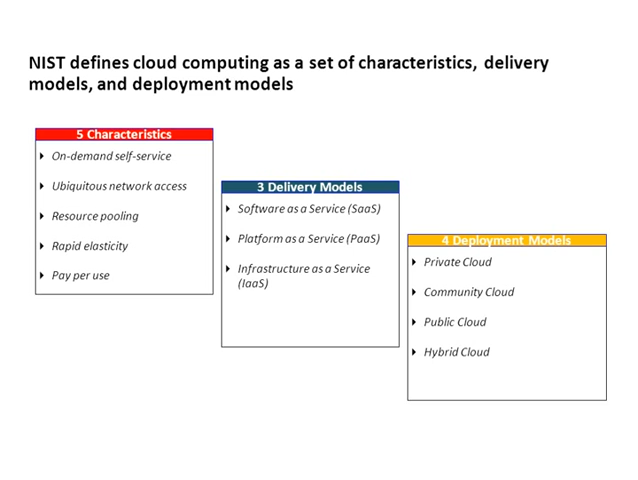 NIST defines cloud computing as a set of characteristics, delivery
models, and deployment models
5 Characteristics
On-demand self-service
Ubiquitous network access
Resource pooling
Rapid elasticity
Pay per use
3 Delivery Models
Software as a Service (SaaS)
Platform as a Service (PaaS)
Infrastructure as a Service
(IaaS)
4 Deployment Models
Private Cloud
Community Cloud
Public Cloud
Hybrid Cloud